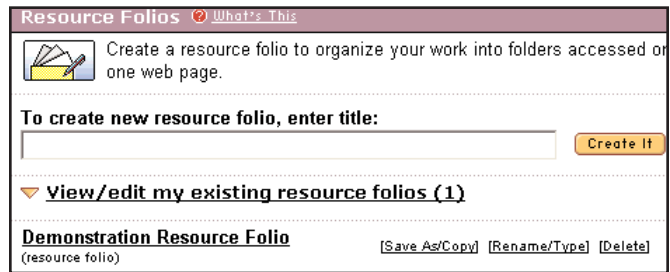 Resource Folios ? What's This
Create a resource folio to organize your work into folders accessed on
one web page.
To create new resource folio, enter title:
Create It
View/edit my existing resource folios (1)
Demonstration Resource Folio [Save As/Copy] [Rename/Type] [Delete]
(resource folio)